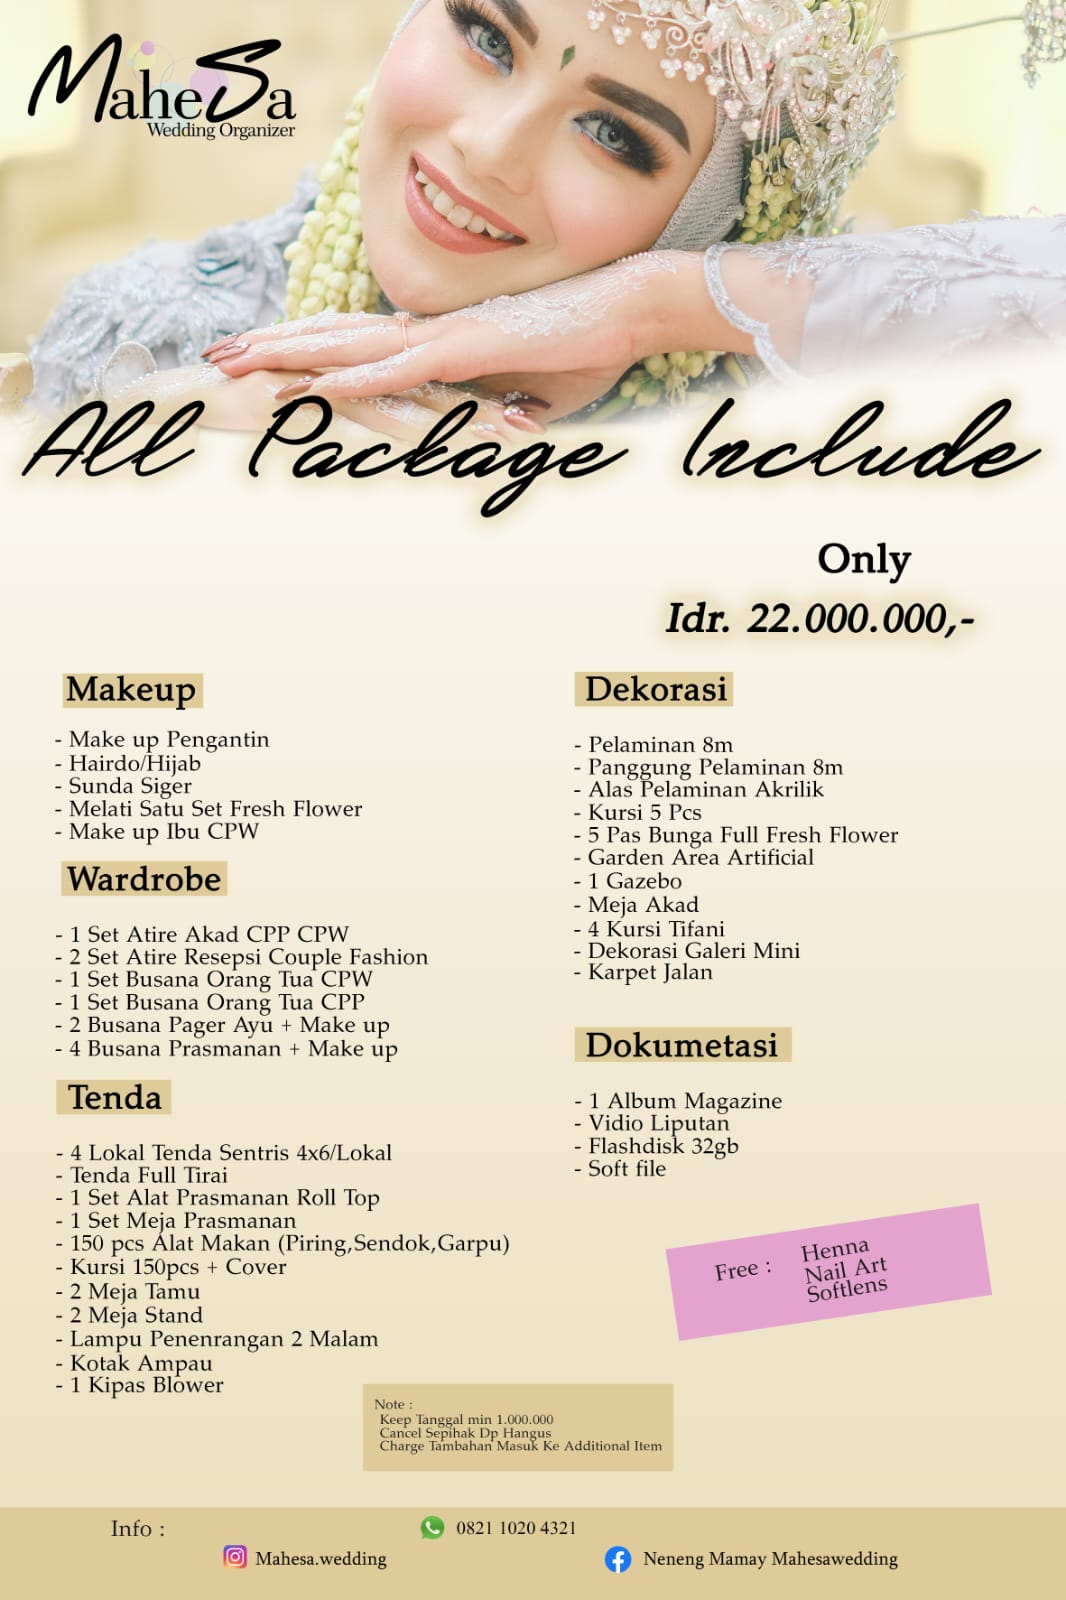 MaheSa
Wedding Organizer
All Package Include
Only
Idr. 22.000.000,-
Makeup
- Make up Pengantin
- Hairdo/Hijab
- Sunda Siger
- Melati Satu Set Fresh Flower
- Make up Ibu CPW
Wardrobe
- 1 Set Atire Akad CPP CPW
- 2 Set Atire Resepsi Couple Fashion
- 1 Set Busana Orang Tua CPW
- 1 Set Busana Orang Tua CPP
- 2 Busana Pager Ayu + Make up
- 4 Busana Prasmanan + Make up
Tenda
- 4 Lokal Tenda Sentris 4x6/Lokal
- Tenda Full Tirai
- 1 Set Alat Prasmanan Roll Top
- 1 Set Meja Prasmanan
- 150 pcs Alat Makan (Piring,Sendok,Garpu)
- Kursi 150pcs + Cover
- 2 Meja Tamu
- 2 Meja Stand
- Lampu Penenrangan 2 Malam
- Kotak Ampau
- 1 Kipas Blower
Dekorasi
- Pelaminan 8m
- Panggung Pelaminan 8m
- Alas Pelaminan Akrilik
- Kursi 5 Pcs
- 5 Pas Bunga Full Fresh Flower
- Garden Area Artificial
- 1 Gazebo
- Meja Akad
- 4 Kursi Tifani
- Dekorasi Galeri Mini
- Karpet Jalan
Dokumetasi
- 1 Album Magazine
- Vidio Liputan
- Flashdisk 32gb
- Soft file
Free : Henna
Nail Art
Softlens
Note :
Keep Tanggal min 1.000.000
Cancel Sepihak Dp Hangus
Charge Tambahan Masuk Ke Additional Item
Info :
0821 1020 4321
Mahesa.wedding
Neneng Mamay Mahesawedding